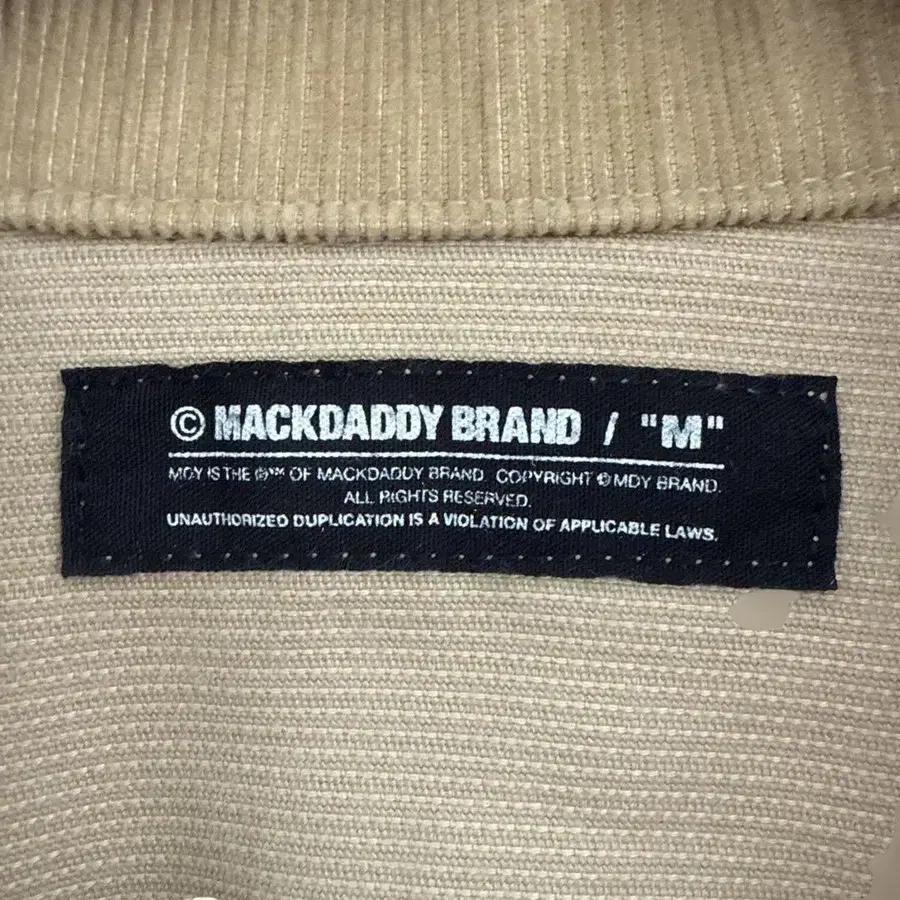 © MACKDADDY BRAND / "M"
MDY IS THE ®™ OF MACKDADDY BRAND. COPYRIGHT © MDY BRAND.
ALL RIGHTS RESERVED.
UNAUTHORIZED DUPLICATION IS A VIOLATION OF APPLICABLE LAWS.